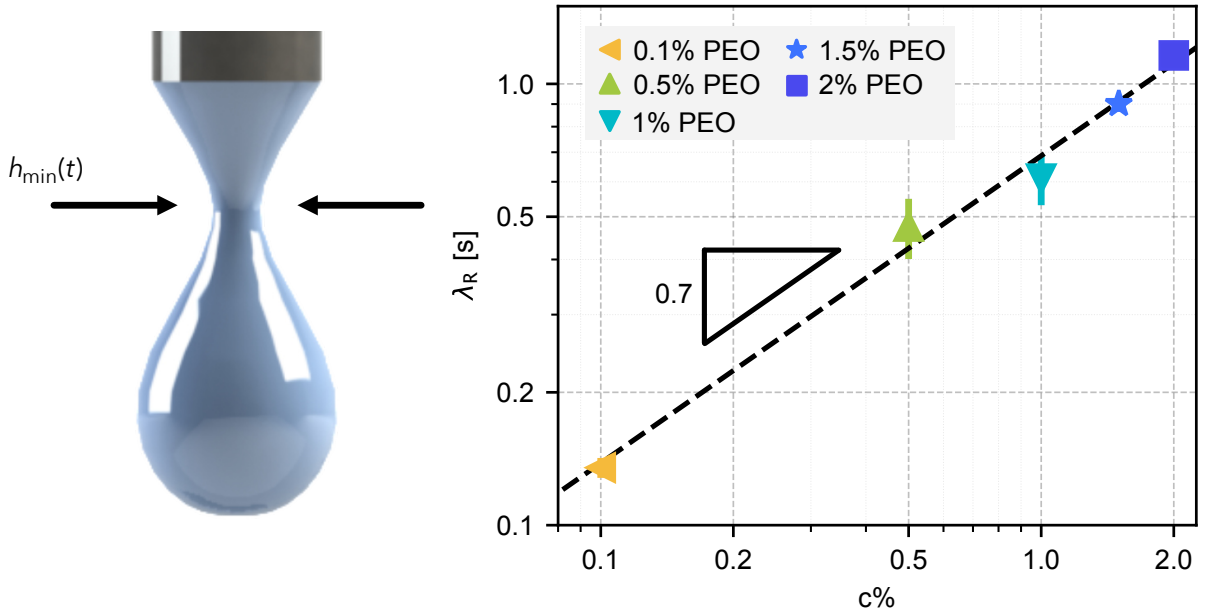 h_min(t)
0.1% PEO
0.5% PEO
1% PEO
1.5% PEO
2% PEO
0.7
λ_R [s]
1.0
0.5
0.2
0.1
0.1 0.2 0.5 1.0 2.0
c%